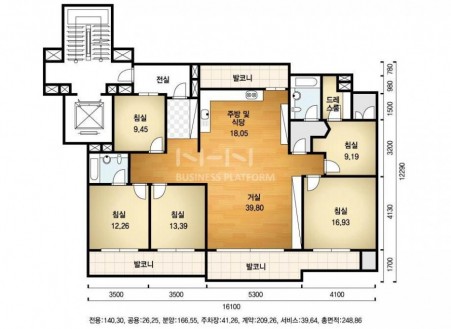 전실
발코니
드레스룸
침실
9.45
주방 및
식당
18.05
침실
9.19
N-N
BUSINESS PLATFORM
거실
39.80
침실
12.26
침실
13.39
침실
16.93
발코니
발코니
780
980
1500
3200
12290
4130
1700
3500
3500
5300
4100
16100
전용:140.30, 공용:26.25, 분양:166.55, 주차장:41.26, 계약:209.26, 서비스:39.64, 총면적:248.86